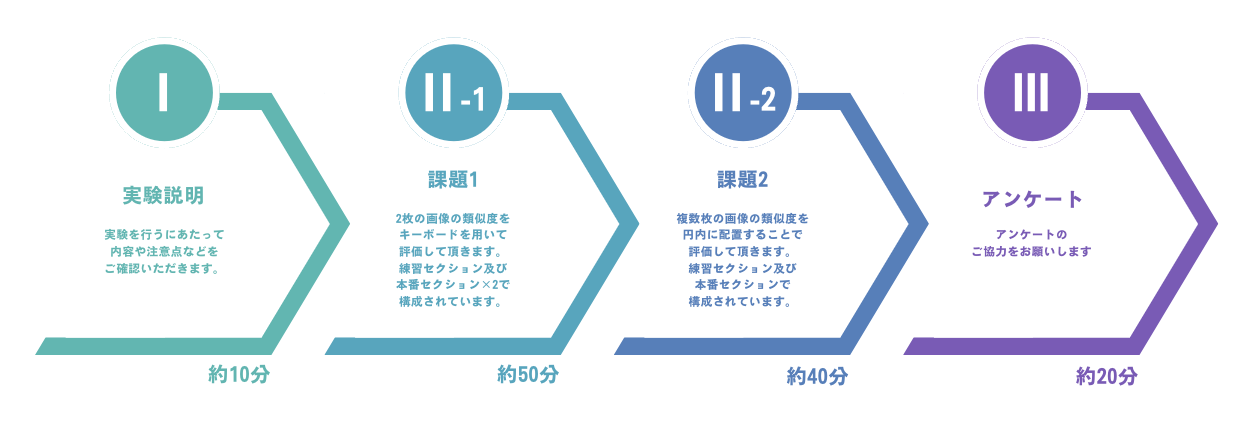 I
実験説明
実験を行うにあたって
内容や注意点などを
ご確認いただきます。
約10分
II-1
課題1
2枚の画像の類似度を
キーボードを用いて
評価して頂きます。
練習セクション及び
本番セクション×2で
構成されています。
約50分
II-2
課題2
複数枚の画像の類似度を
円内に配置することで
評価して頂きます。
練習セクション及び
本番セクションで
構成されています。
約40分
III
アンケート
アンケートの
ご協力をお願いします
約20分